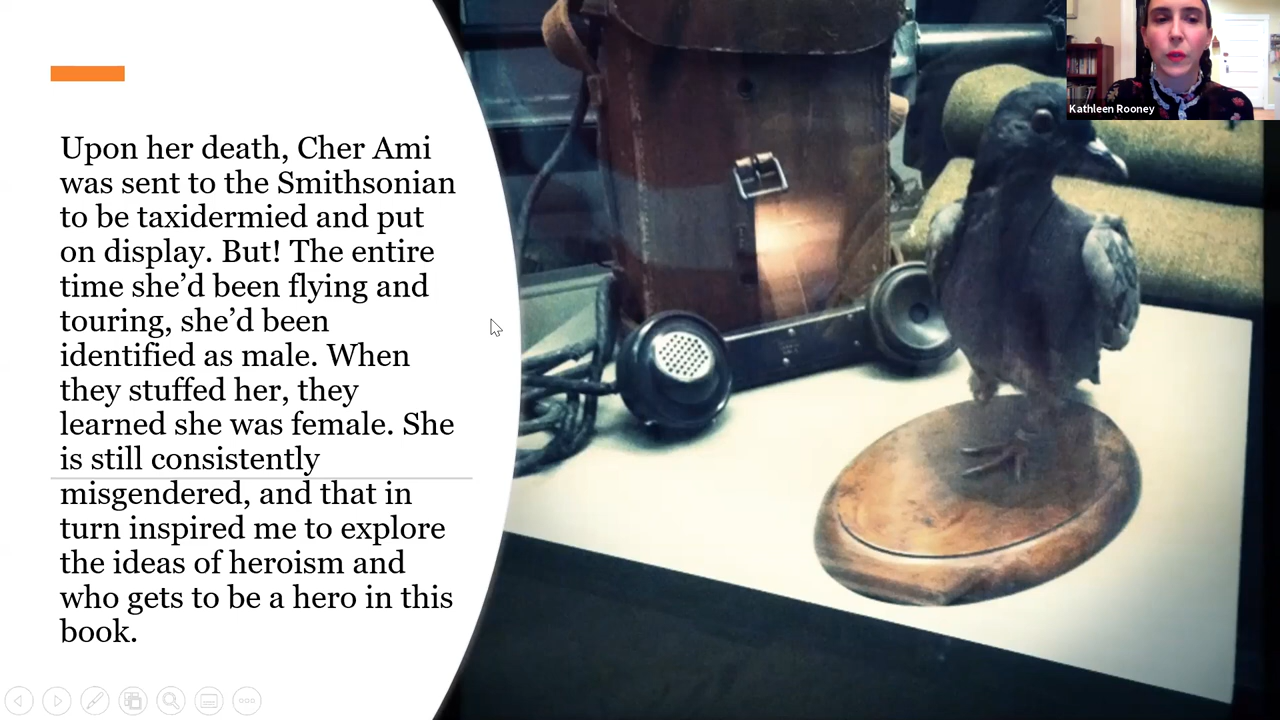 Upon her death, Cher Ami
was sent to the Smithsonian
to be taxidermied and put
on display. But! The entire
time she’d been flying and
touring, she’d been
identified as male. When
they stuffed her, they
learned she was female. She
is still consistently
misgendered, and that in
turn inspired me to explore
the ideas of heroism and
who gets to be a hero in this
book.
Kathleen Rooney